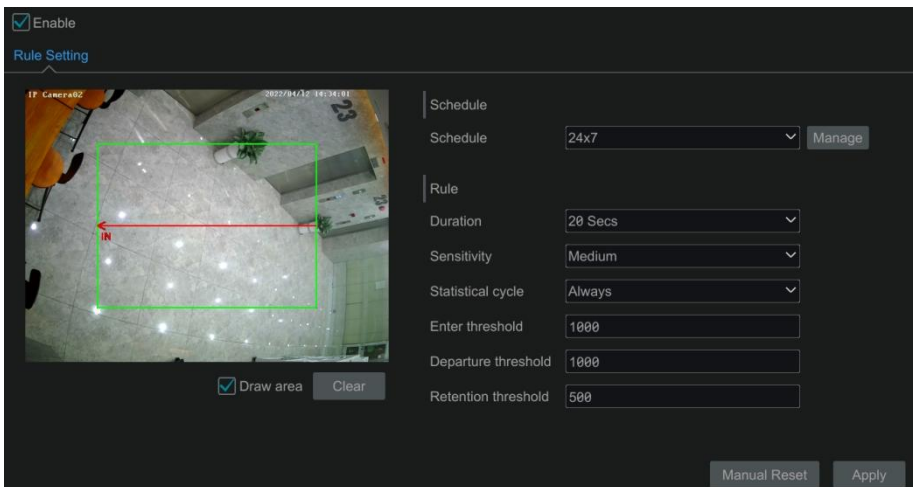 Enable
Rule Setting
IP Camera02
2022/04/12 14:34:01
23
23
IN
Draw area
Clear
Schedule
Schedule
24x7
Manage
Rule
Duration
20 Secs
Sensitivity
Medium
Statistical cycle
Always
Enter threshold
1000
Departure threshold
1000
Retention threshold
500
Manual Reset
Apply